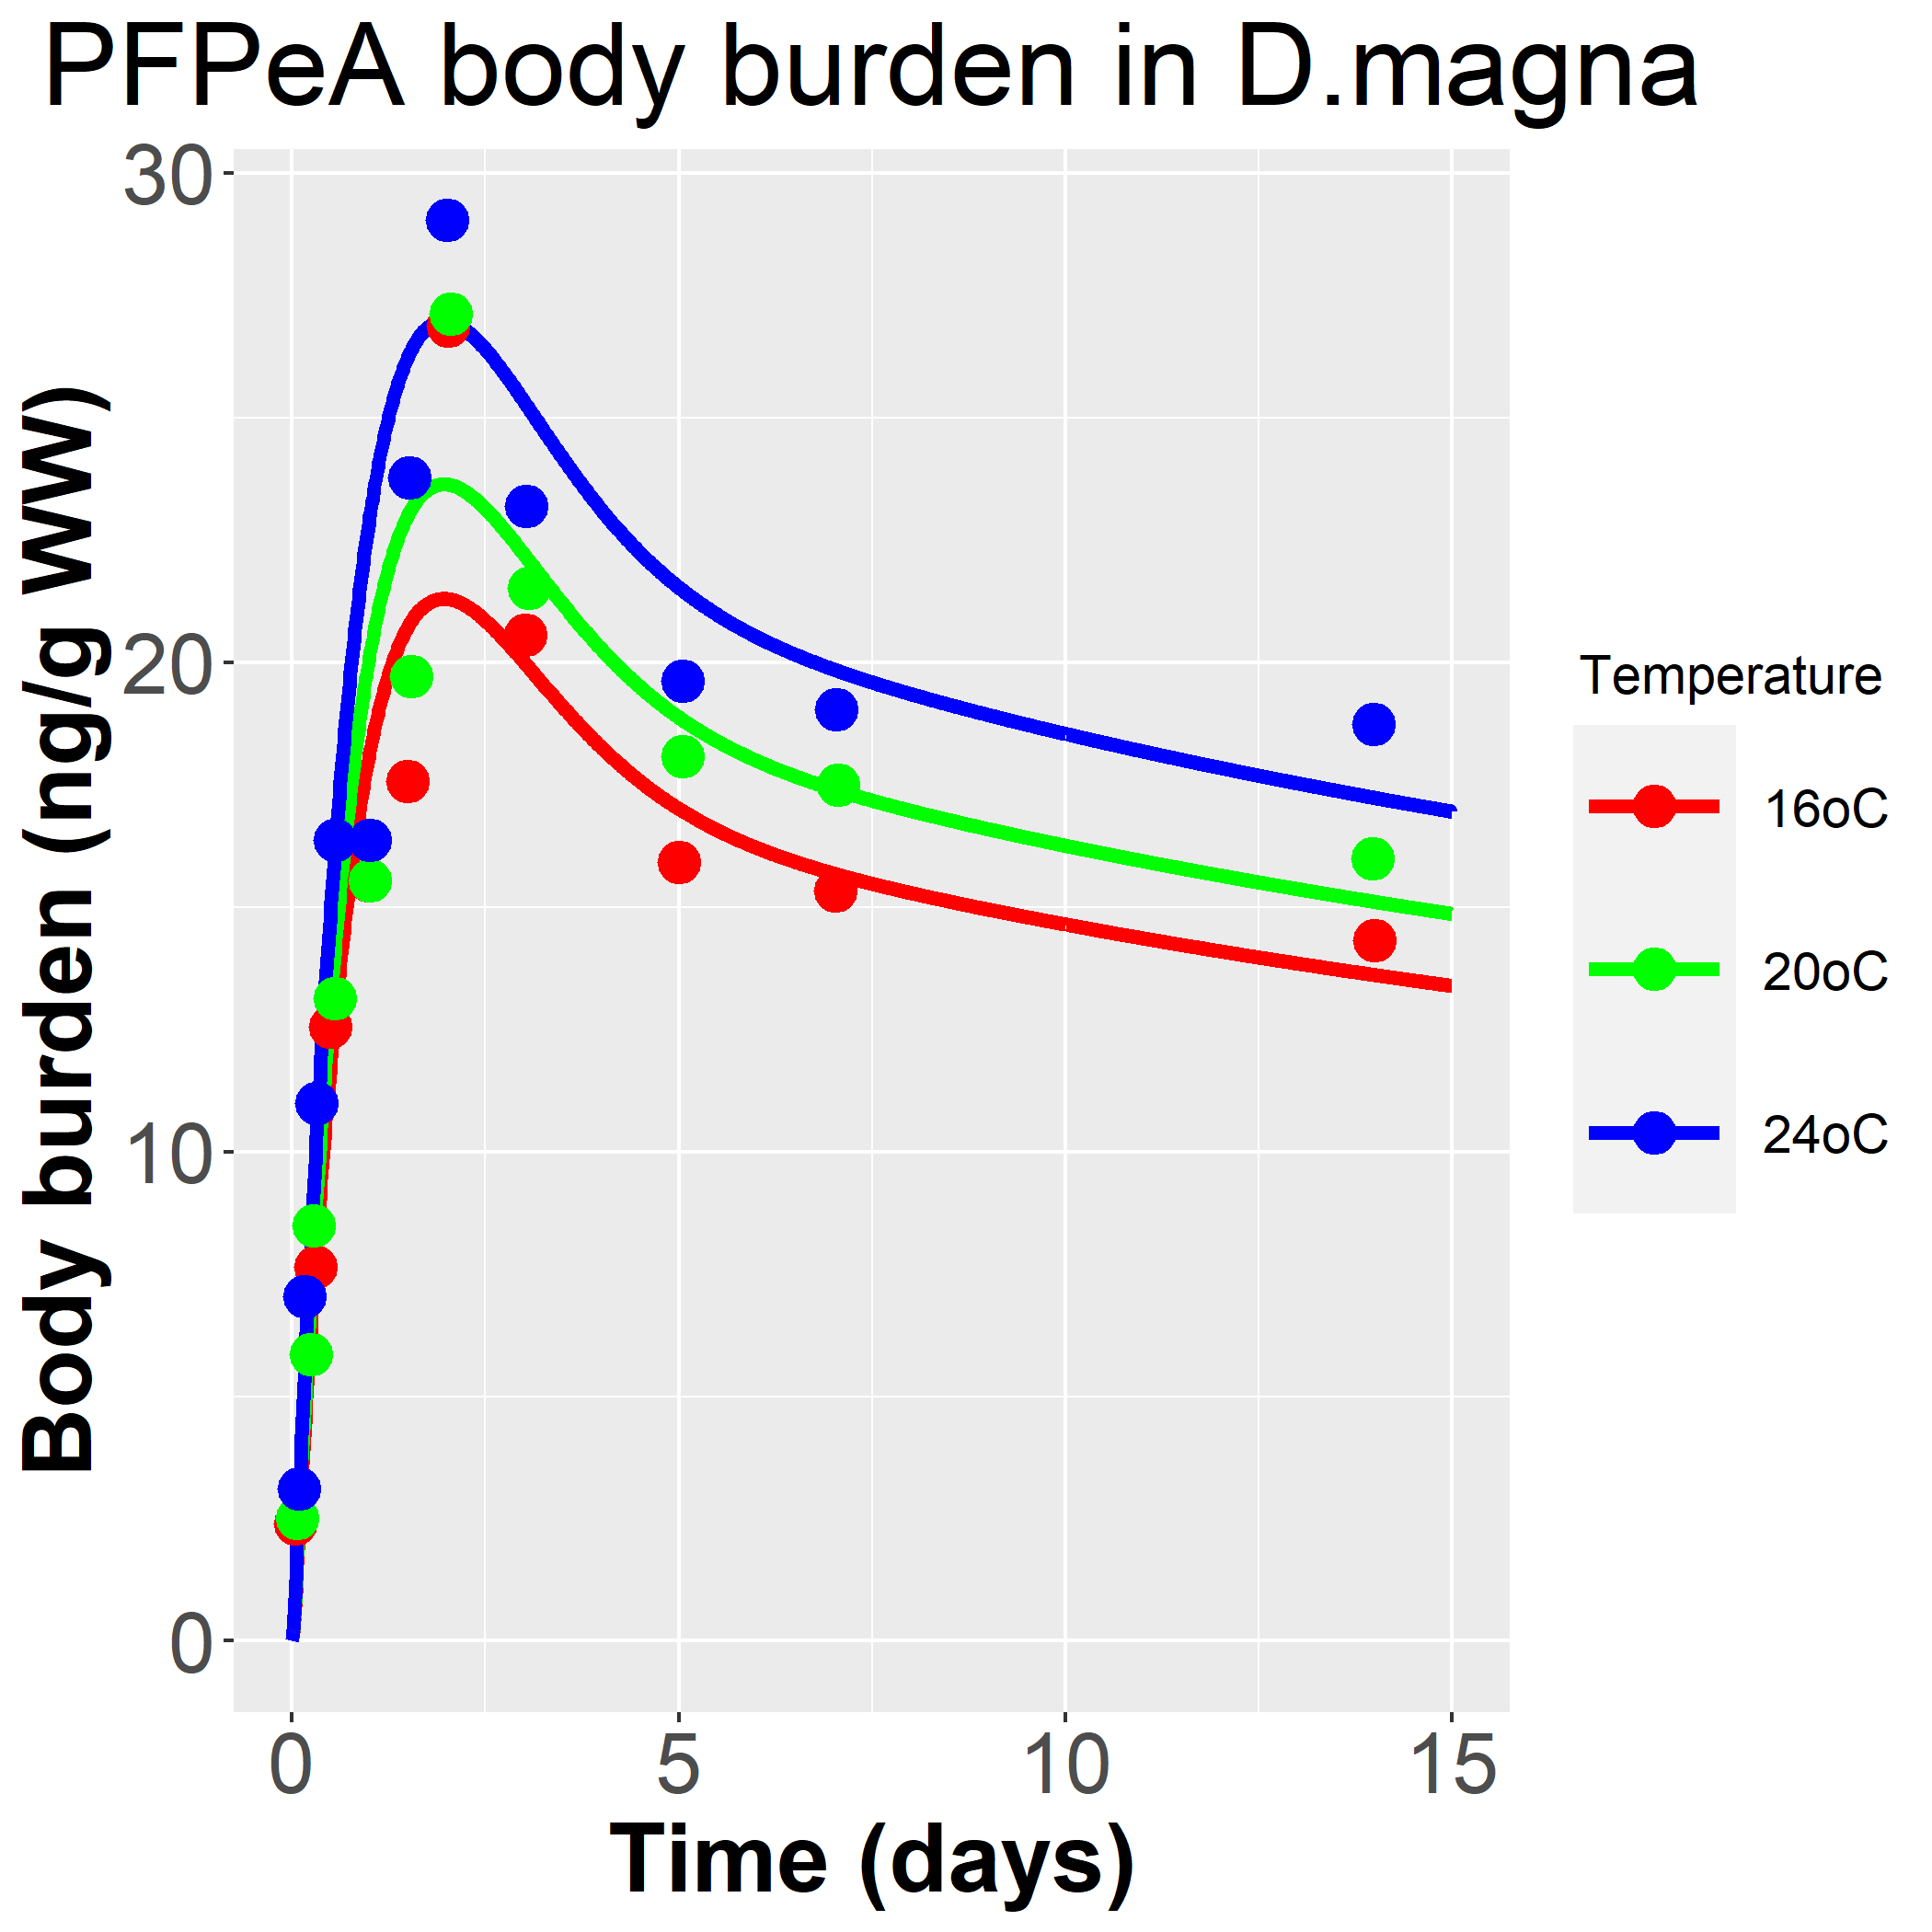 PFPeA body burden in D.magna
Body burden (ng/g WW)
30
20
10
0
0 5 10 15
Time (days)
Temperature
16oC
20oC
24oC